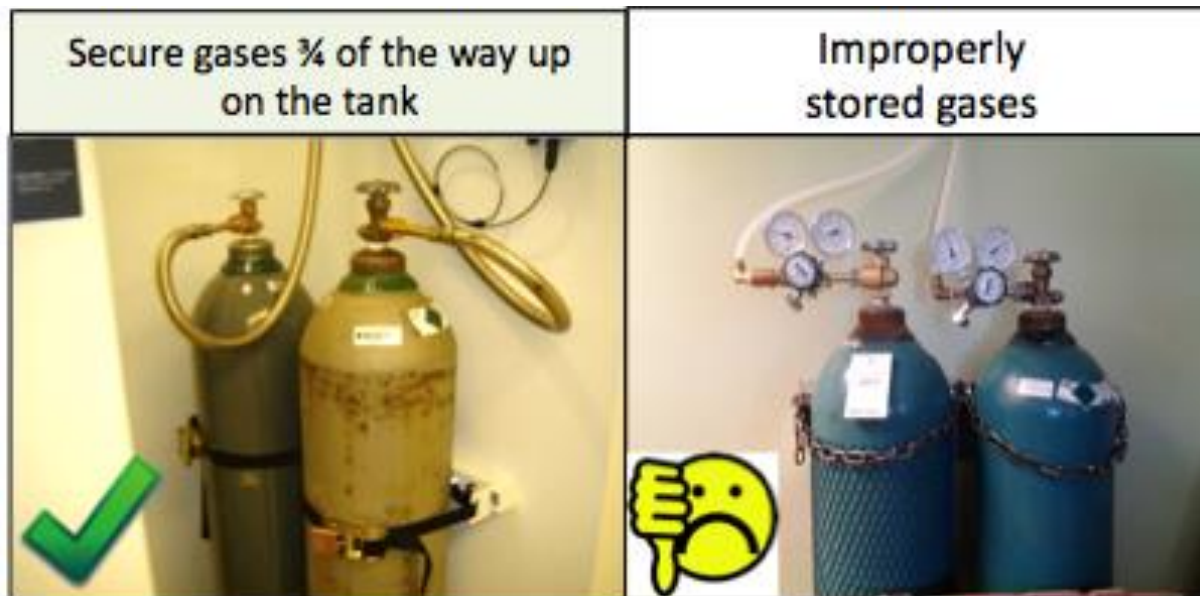 Secure gases ¾ of the way up
on the tank
Improperly
stored gases